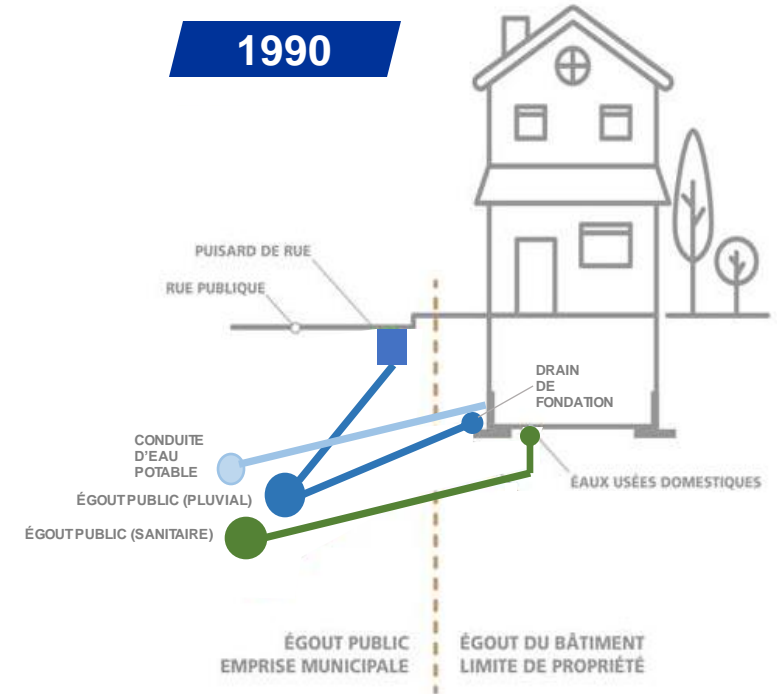 1990
PUISARD DE RUE
RUE PUBLIQUE
DRAIN
DE
FONDATION
CONDUITE
D'EAU
POTABLE
ÉAUX USÉES DOMESTIQUES
ÉGOUT PUBLIC (PLUVIAL)
ÉGOUT PUBLIC (SANITAIRE)
ÉGOUT PUBLIC
EMPRISE MUNICIPALE
ÉGOUT DU BÂTIMENT
LIMITE DE PROPRIÉTÉ